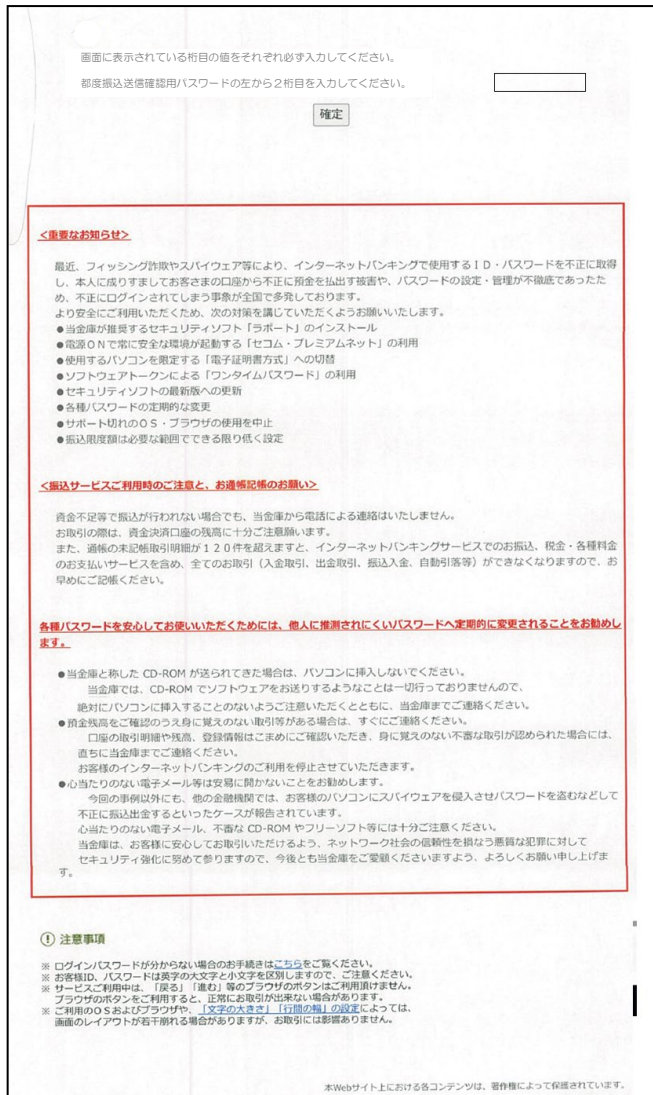 画面に表示されている桁目の値をそれぞれ必ず入力してください。
都度振込送信確認用パスワードの左から2桁目を入力してください。
確定
<重要なお知らせ>
最近、フィッシング詐欺やスパイウェア等により、インターネットバンキングで使用するＩＤ・パスワードを不正に取得
し、本人に成りすましてお客さまの口座から不正に預金を払出す被害や、パスワードの設定・管理が不徹底であったた
め、不正にログインされてしまう事象が全国で多発しております。
より安全にご利用いただくため、次の対策を講じていただくようお願いいたします。
●当金庫が推奨するセキュリティソフト「ラポート」のインストール
●電源ＯＮで常に安全な環境が起動する「セコム・プレミアムネット」の利用
●使用するパソコンを限定する「電子証明書方式」への切替
●ソフトウェアトークンによる「ワンタイムパスワード」の利用
●セキュリティソフトの最新版への更新
●各種パスワードの定期的な変更
●サポート切れのＯＳ・ブラウザの使用を中止
●振込限度額は必要な範囲でできる限り低く設定
<振込サービスご利用時のご注意と、お通帳記帳のお願い>
資金不足等で振込が行われない場合でも、当金庫から電話による連絡はいたしません。
お取引の際は、資金決済口座の残高に十分ご注意願います。
また、通帳の未記帳取引明細が１２０件を超えますと、インターネットバンキングサービスでのお振込、税金・各種料金
のお支払いサービスを含め、全てのお取引（入金取引、出金取引、振込入金、自動引落等）ができなくなりますので、お
早めにご記帳ください。
各種パスワードを安心してお使いいただくためには、他人に推測されにくいパスワードへ定期的に変更されることをお勧めし
ます。
●当金庫と称した CD-ROM が送られてきた場合は、パソコンに挿入しないでください。
当金庫では、CD-ROM でソフトウェアをお送りするようなことは一切行っておりませんので、
絶対にパソコンに挿入することのないようご注意いただくとともに、当金庫までご連絡ください。
●預金残高をご確認のうえ身に覚えのない取引等がある場合は、すぐにご連絡ください。
口座の取引明細や残高、登録情報はこまめにご確認いただき、身に覚えのない不審な取引が認められた場合には、
直ちに当金庫までご連絡ください。
お客様のインターネットバンキングのご利用を停止させていただきます。
●心当たりのない電子メール等は安易に開かないことをお勧めします。
今回の事例以外にも、他の金融機関では、お客様のパソコンにスパイウェアを侵入させパスワードを盗むなどして
不正に振込出金するといったケースが報告されています。
心当たりのない電子メール、不審な CD-ROM やフリーソフト等には十分ご注意ください。
当金庫は、お客様に安心してお取引いただけるよう、ネットワーク社会の信頼性を損なう悪質な犯罪に対して
セキュリティ強化に努めて参りますので、今後とも当金庫をご愛顧くださいますよう、よろしくお願い申し上げま
す。
注意事項
※ ログインパスワードが分からない場合のお手続きはこちらをご覧ください。
※ お客様ID、パスワードは英字の大文字と小文字を区別しますので、ご注意ください。
※ サービスご利用中は、「戻る」「進む」等のブラウザのボタンはご利用頂けません。
ブラウザのボタンをご利用すると、正常にお取引が出来ない場合があります。
※ ご利用のＯＳおよびブラウザや、「文字の大きさ」「行間の幅」の設定によっては、
画面のレイアウトが若干崩れる場合がありますが、お取引には影響ありません。
本Webサイト上における各コンテンツは、著作権によって保護されています。